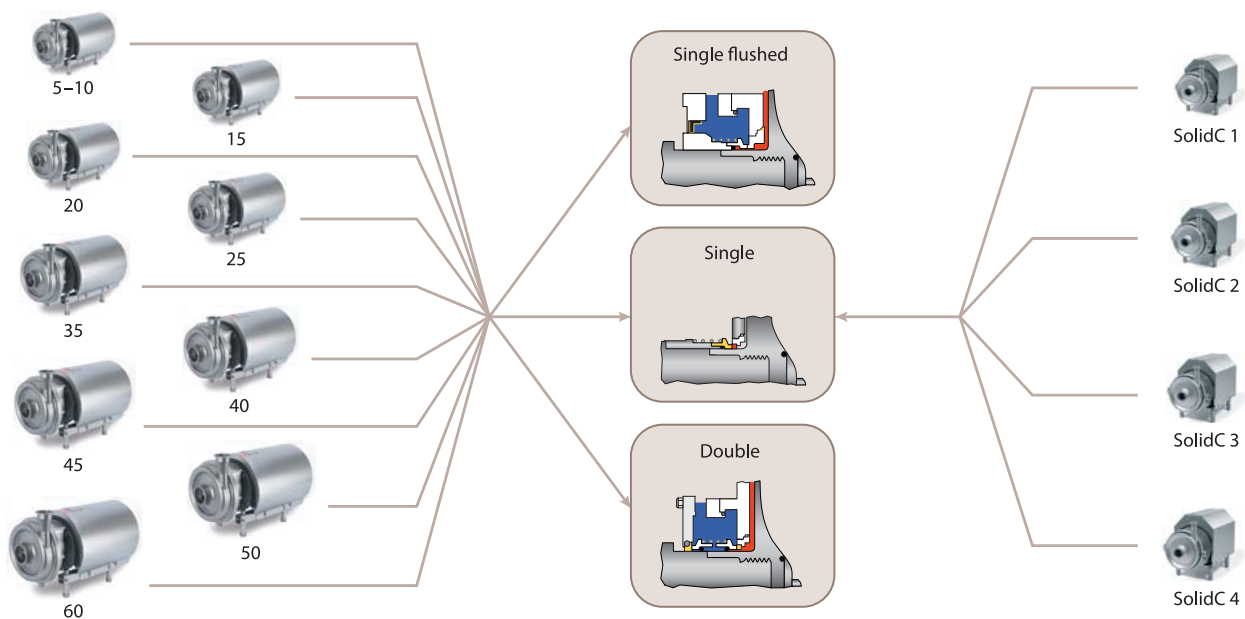 5–10
15
20
25
35
40
45
50
60
Single flushed
Single
Double
SolidC 1
SolidC 2
SolidC 3
SolidC 4